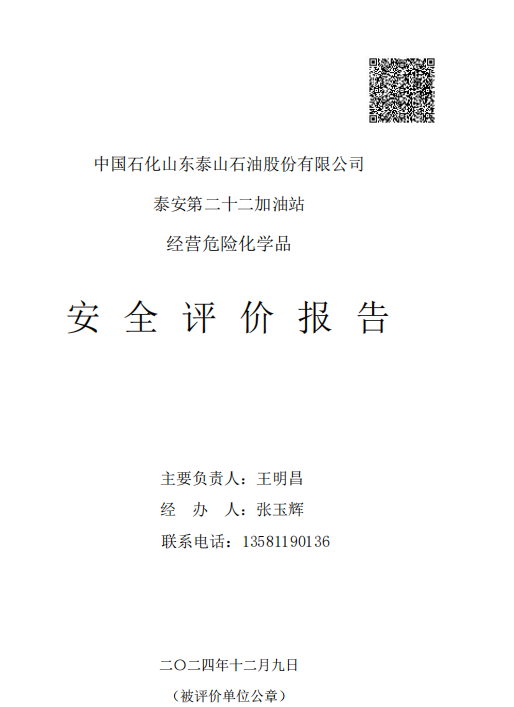 中国石化山东泰山石油股份有限公司
泰安第二十二加油站
经营危险化学品
安 全 评 价 报 告
主要负责人：王明昌
经　办　人：张玉辉
联系电话：13581190136
二〇二四年十二月九日
（被评价单位公章）